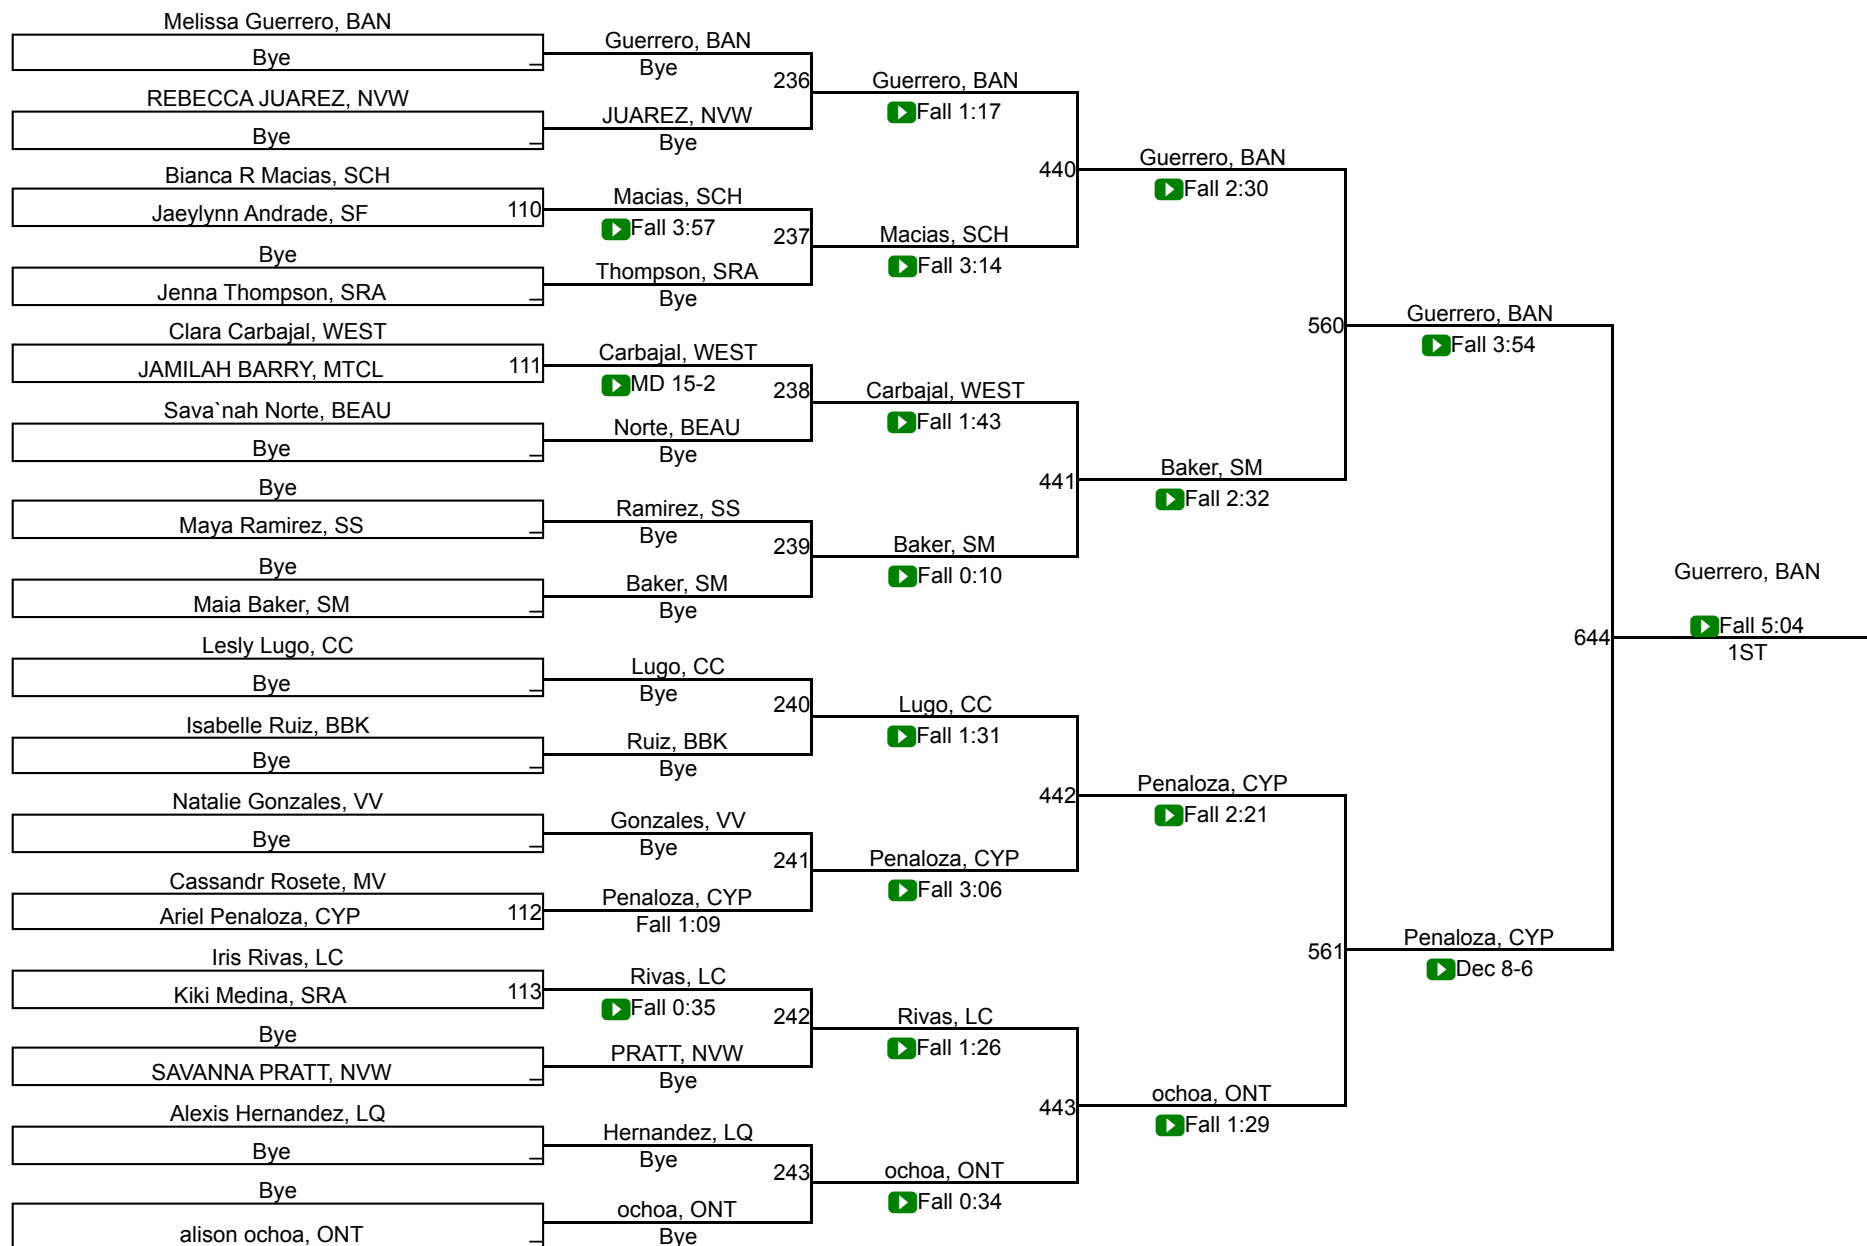 Melissa Guerrero, BAN
Bye
_
REBECCA JUAREZ, NVW
Bye
_
Bianca R Macias, SCH
Jaeylynn Andrade, SF
110
Bye
Jenna Thompson, SRA
_
Clara Carbajal, WEST
JAMILAH BARRY, MTCL
111
Sava`nah Norte, BEAU
Bye
_
Bye
Maya Ramirez, SS
_
Bye
Maia Baker, SM
_
Lesly Lugo, CC
Bye
_
Isabelle Ruiz, BBK
Bye
_
Natalie Gonzales, VV
Bye
_
Cassandr Rosete, MV
Ariel Penaloza, CYP
112
Iris Rivas, LC
Kiki Medina, SRA
113
Bye
SAVANNA PRATT, NVW
_
Alexis Hernandez, LQ
Bye
_
Bye
alison ochoa, ONT
_
Guerrero, BAN
Bye
236
JUAREZ, NVW
Bye
Macias, SCH
Fall 3:57
237
Thompson, SRA
Bye
Carbajal, WEST
MD 15-2
238
Norte, BEAU
Bye
Ramirez, SS
Bye
239
Baker, SM
Bye
Lugo, CC
Bye
240
Ruiz, BBK
Bye
Gonzales, VV
Bye
241
Penaloza, CYP
Fall 1:09
Rivas, LC
Fall 0:35
242
PRATT, NVW
Bye
Hernandez, LQ
Bye
243
ochoa, ONT
Bye
Guerrero, BAN
Fall 1:17
440
Macias, SCH
Fall 3:14
Carbajal, WEST
Fall 1:43
441
Baker, SM
Fall 0:10
Lugo, CC
Fall 1:31
442
Penaloza, CYP
Fall 3:06
Rivas, LC
Fall 1:26
443
ochoa, ONT
Fall 0:34
Guerrero, BAN
Fall 2:30
560
Baker, SM
Fall 2:32
Penaloza, CYP
Fall 2:21
561
ochoa, ONT
Fall 1:29
Guerrero, BAN
Fall 3:54
644
Penaloza, CYP
Dec 8-6
Guerrero, BAN
Fall 5:04
1ST